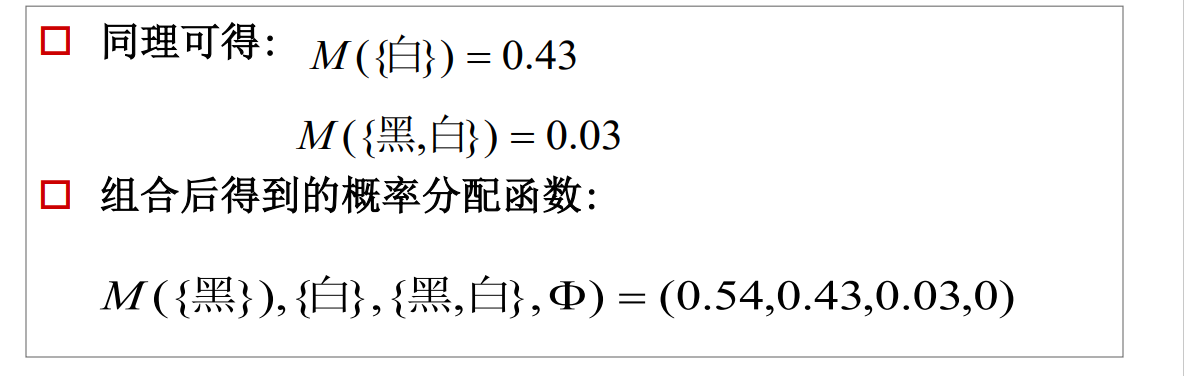 同理可得： M({白}) = 0.43
M({黑,白}) = 0.03
组合后得到的概率分配函数：
M({黑}),{白},{黑,白},Φ) = (0.54,0.43,0.03,0)